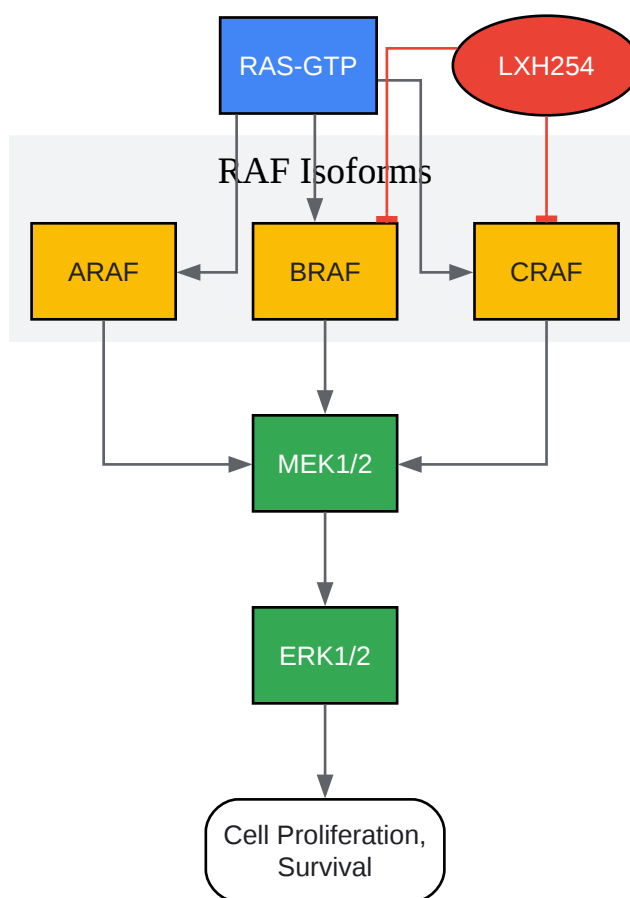 RAS-GTP
LXH254
RAF Isoforms
ARAF
BRAF
CRAF
MEK1/2
ERK1/2
Cell Proliferation,
Survival